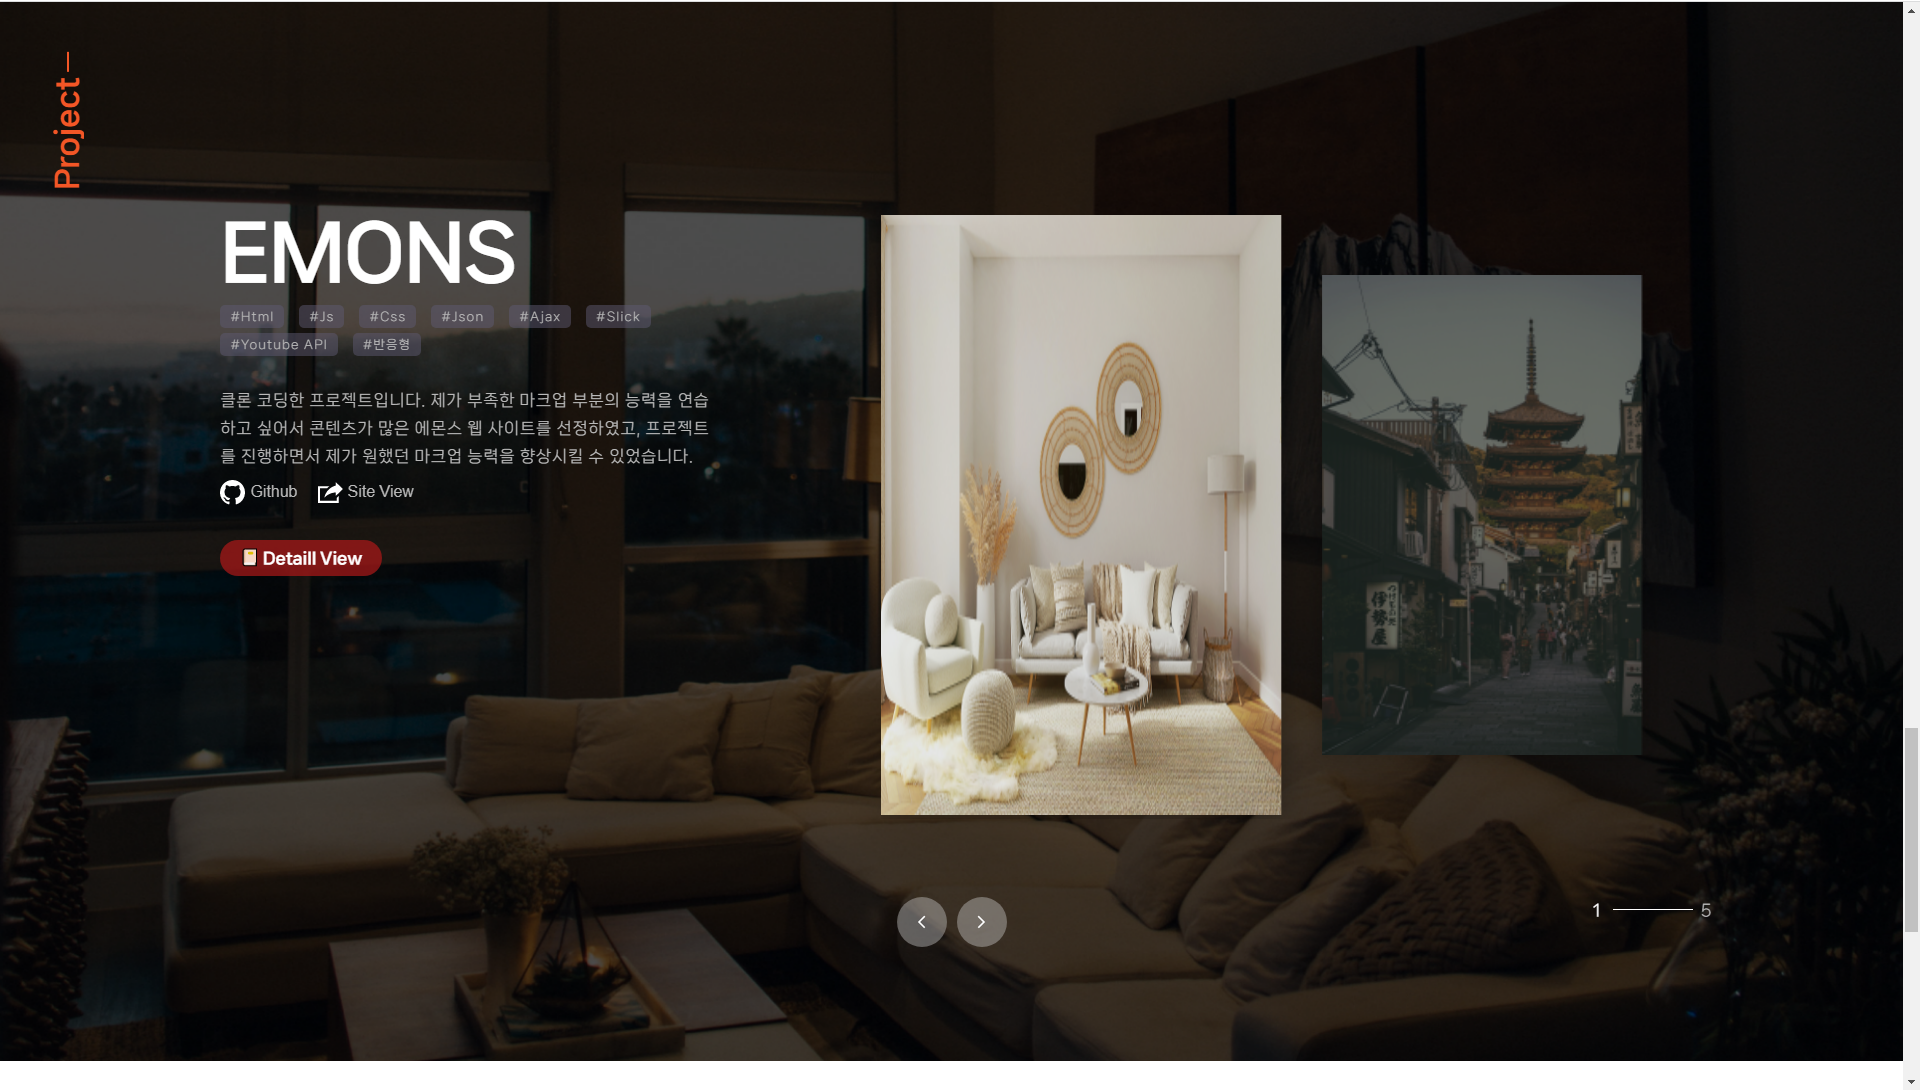 Project —
EMONS
#Html #Js #Css #Json #Ajax #Slick
#Youtube API #반응형
클론 코딩한 프로젝트입니다. 제가 부족한 마크업 부분의 능력을 연습
하고 싶어서 콘텐츠가 많은 에몬스 웹 사이트를 선정하였고, 프로젝트
를 진행하면서 제가 원했던 마크업 능력을 향상시킬 수 있었습니다.
Github Site View
Detaill View
伊勢屋
1 5